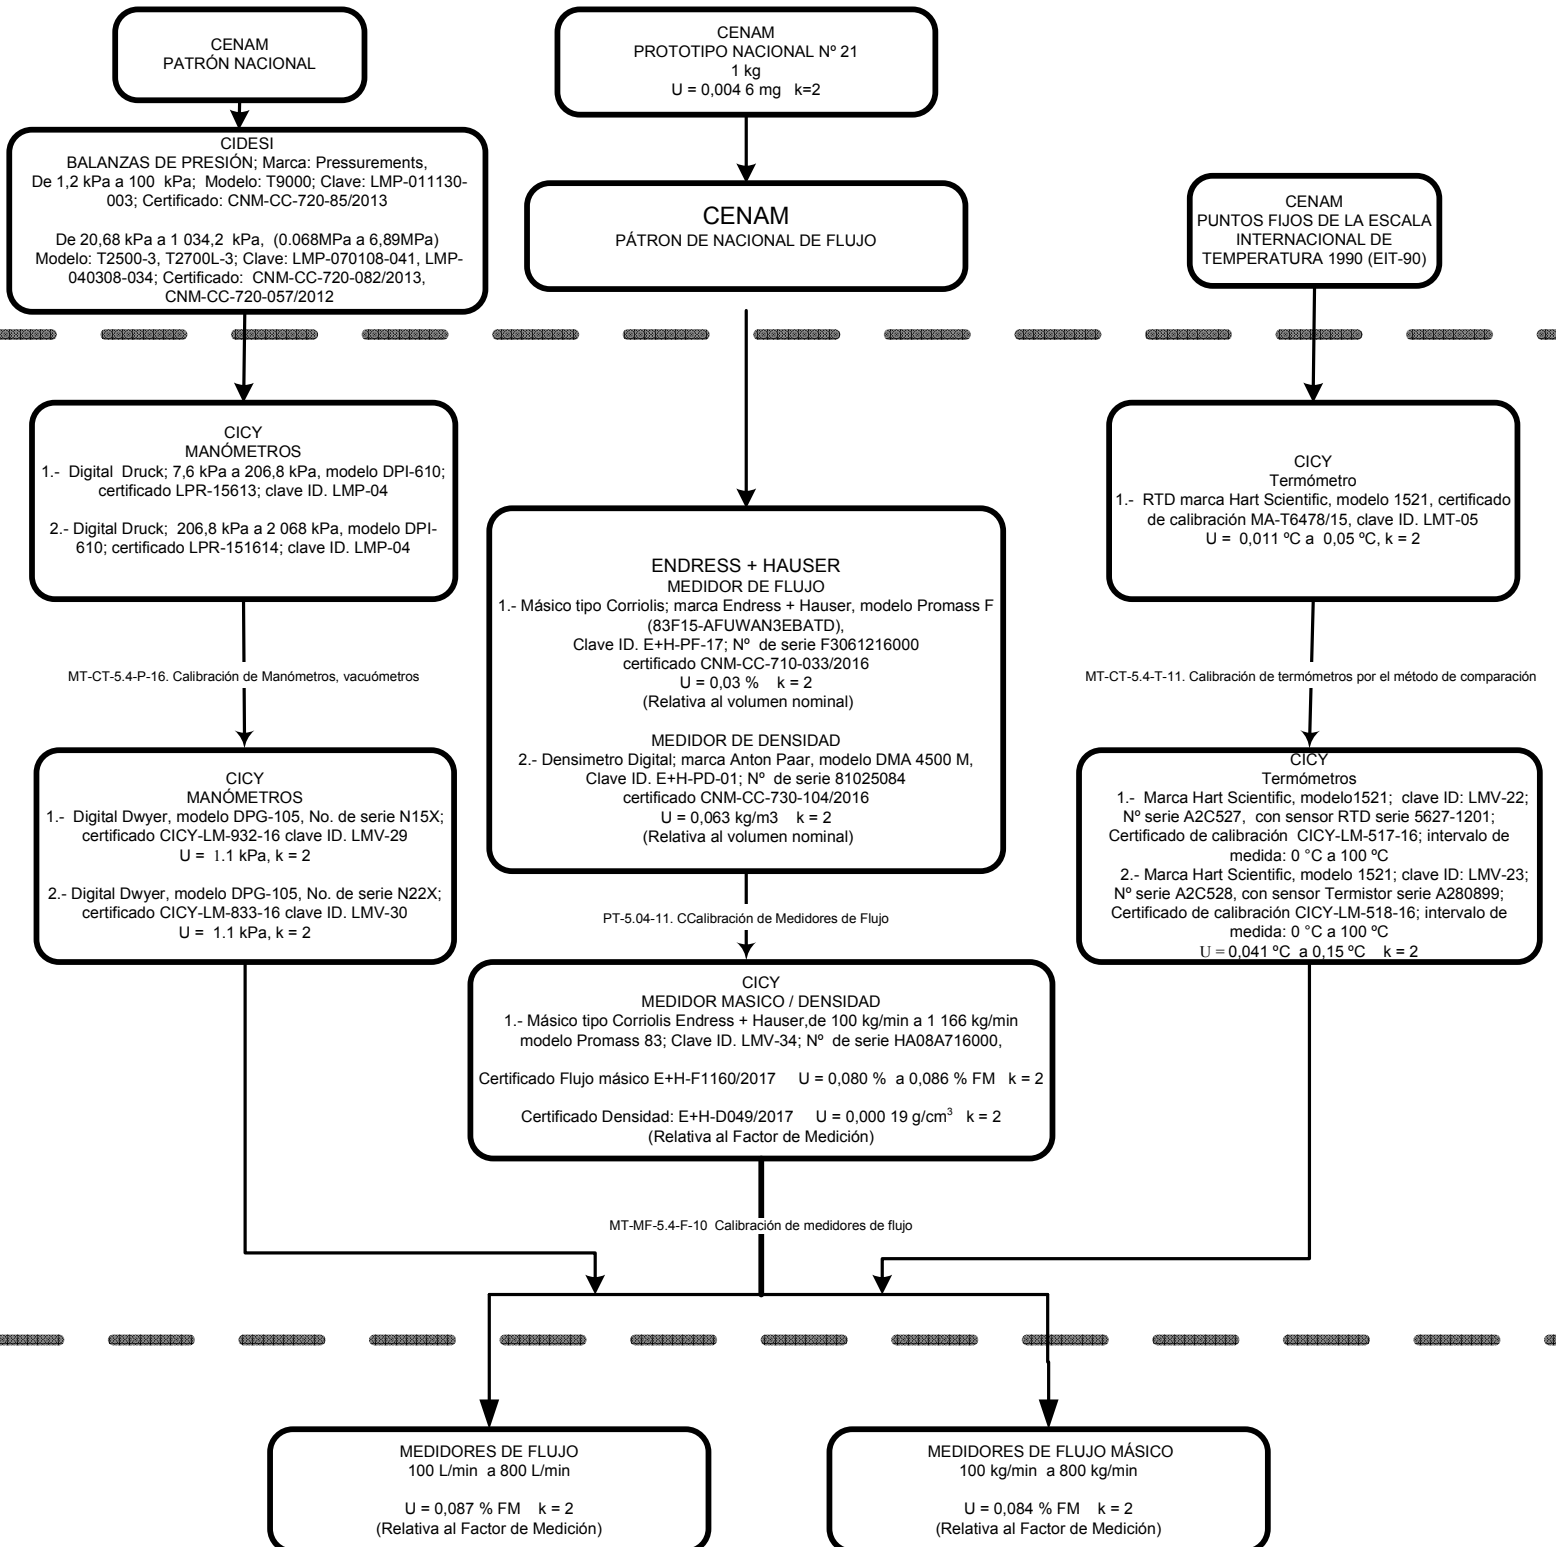 CENAM
PATRÓN NACIONAL
CENAM
PROTOTIPO NACIONAL Nº 21
1 kg
U = 0,004 6 mg k=2
CIDESI
BALANZAS DE PRESIÓN; Marca: Pressurements,
De 1,2 kPa a 100 kPa; Modelo: T9000; Clave: LMP-011130-
003; Certificado: CNM-CC-720-85/2013
De 20,68 kPa a 1 034,2 kPa, (0.068MPa a 6,89MPa)
Modelo: T2500-3, T2700L-3; Clave: LMP-070108-041, LMP-
040308-034; Certificado: CNM-CC-720-082/2013,
CNM-CC-720-057/2012
CENAM
PÁTRON DE NACIONAL DE FLUJO
CENAM
PUNTOS FIJOS DE LA ESCALA
INTERNACIONAL DE
TEMPERATURA 1990 (EIT-90)
CICY
MANÓMETROS
1.- Digital Druck; 7,6 kPa a 206,8 kPa, modelo DPI-610;
certificado LPR-15613; clave ID. LMP-04
2.- Digital Druck; 206,8 kPa a 2 068 kPa, modelo DPI-
610; certificado LPR-151614; clave ID. LMP-04
ENDRESS + HAUSER
MEDIDOR DE FLUJO
1.- Másico tipo Corriolis; marca Endress + Hauser, modelo Promass F
(83F15-AFUWAN3EBATD),
Clave ID. E+H-PF-17; Nº de serie F3061216000
certificado CNM-CC-710-033/2016
U = 0,03 % k = 2
(Relativa al volumen nominal)
MEDIDOR DE DENSIDAD
2.- Densimetro Digital; marca Anton Paar, modelo DMA 4500 M,
Clave ID. E+H-PD-01; Nº de serie 81025084
certificado CNM-CC-730-104/2016
U = 0,063 kg/m3 k = 2
(Relativa al volumen nominal)
CICY
Termómetro
1.- RTD marca Hart Scientific, modelo 1521, certificado
de calibración MA-T6478/15, clave ID. LMT-05
U = 0,011 ºC a 0,05 ºC, k = 2
MT-CT-5.4-P-16. Calibración de Manómetros, vacuómetros
MT-CT-5.4-T-11. Calibración de termómetros por el método de comparación
CICY
MANÓMETROS
1.- Digital Dwyer, modelo DPG-105, No. de serie N15X;
certificado CICY-LM-932-16 clave ID. LMV-29
U = 1.1 kPa, k = 2
2.- Digital Dwyer, modelo DPG-105, No. de serie N22X;
certificado CICY-LM-833-16 clave ID. LMV-30
U = 1.1 kPa, k = 2
CICY
Termómetros
1.- Marca Hart Scientific, modelo1521; clave ID: LMV-22;
Nº serie A2C527, con sensor RTD serie 5627-1201;
Certificado de calibración CICY-LM-517-16; intervalo de
medida: 0 °C a 100 ºC
2.- Marca Hart Scientific, modelo 1521; clave ID: LMV-23;
Nº serie A2C528, con sensor Termistor serie A280899;
Certificado de calibración CICY-LM-518-16; intervalo de
medida: 0 °C a 100 ºC
U = 0,041 ºC a 0,15 ºC k = 2
PT-5.04-11. CCalibración de Medidores de Flujo
CICY
MEDIDOR MASICO / DENSIDAD
1.- Másico tipo Corriolis Endress + Hauser,de 100 kg/min a 1 166 kg/min
modelo Promass 83; Clave ID. LMV-34; Nº de serie HA08A716000,
Certificado Flujo másico E+H-F1160/2017 U = 0,080 % a 0,086 % FM k = 2
Certificado Densidad: E+H-D049/2017 U = 0,000 19 g/cm³ k = 2
(Relativa al Factor de Medición)
MT-MF-5.4-F-10 Calibración de medidores de flujo
MEDIDORES DE FLUJO
100 L/min a 800 L/min
U = 0,087 % FM k = 2
(Relativa al Factor de Medición)
MEDIDORES DE FLUJO MÁSICO
100 kg/min a 800 kg/min
U = 0,084 % FM k = 2
(Relativa al Factor de Medición)